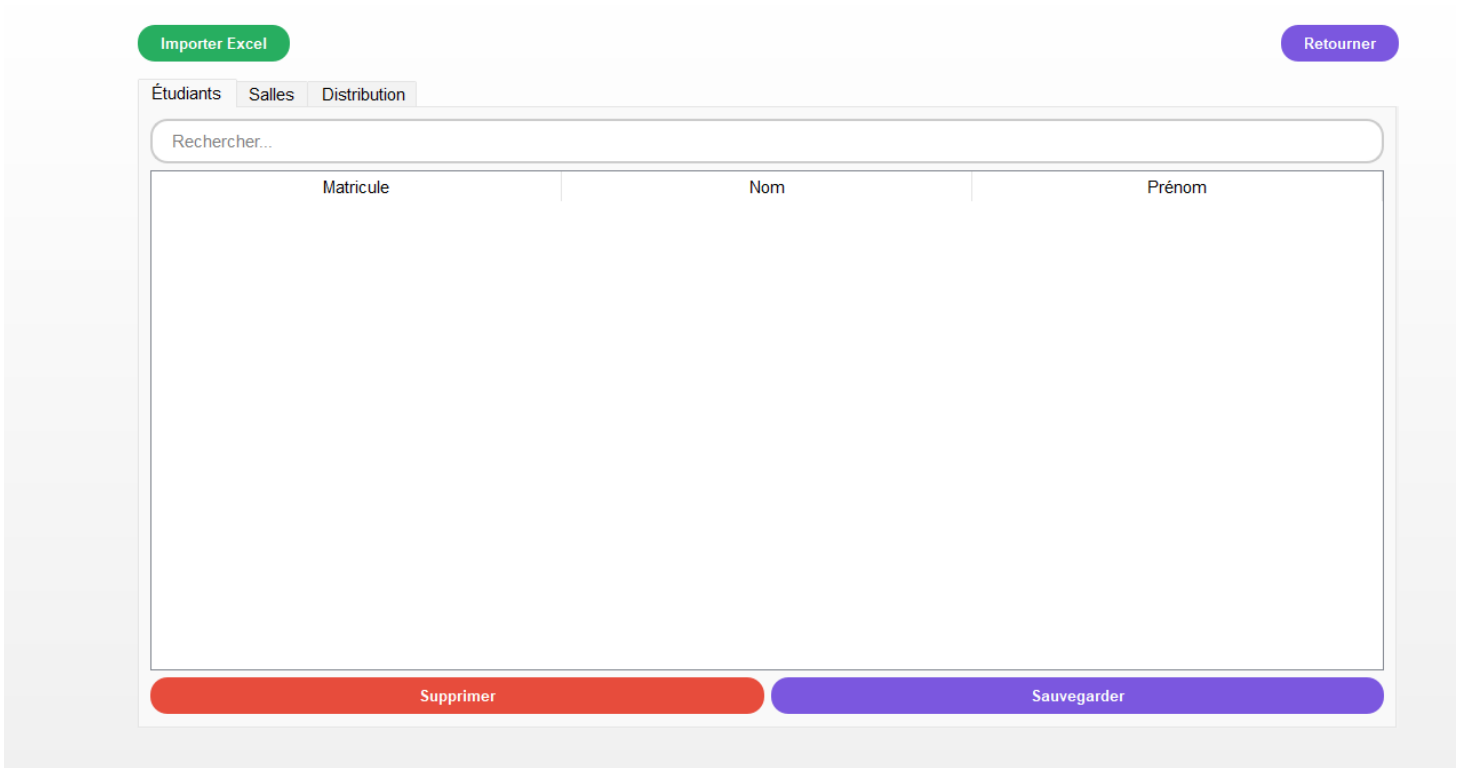 Importer Excel
Retourner
Étudiants Salles Distribution
Rechercher...
Matricule Nom Prénom
Supprimer Sauvegarder